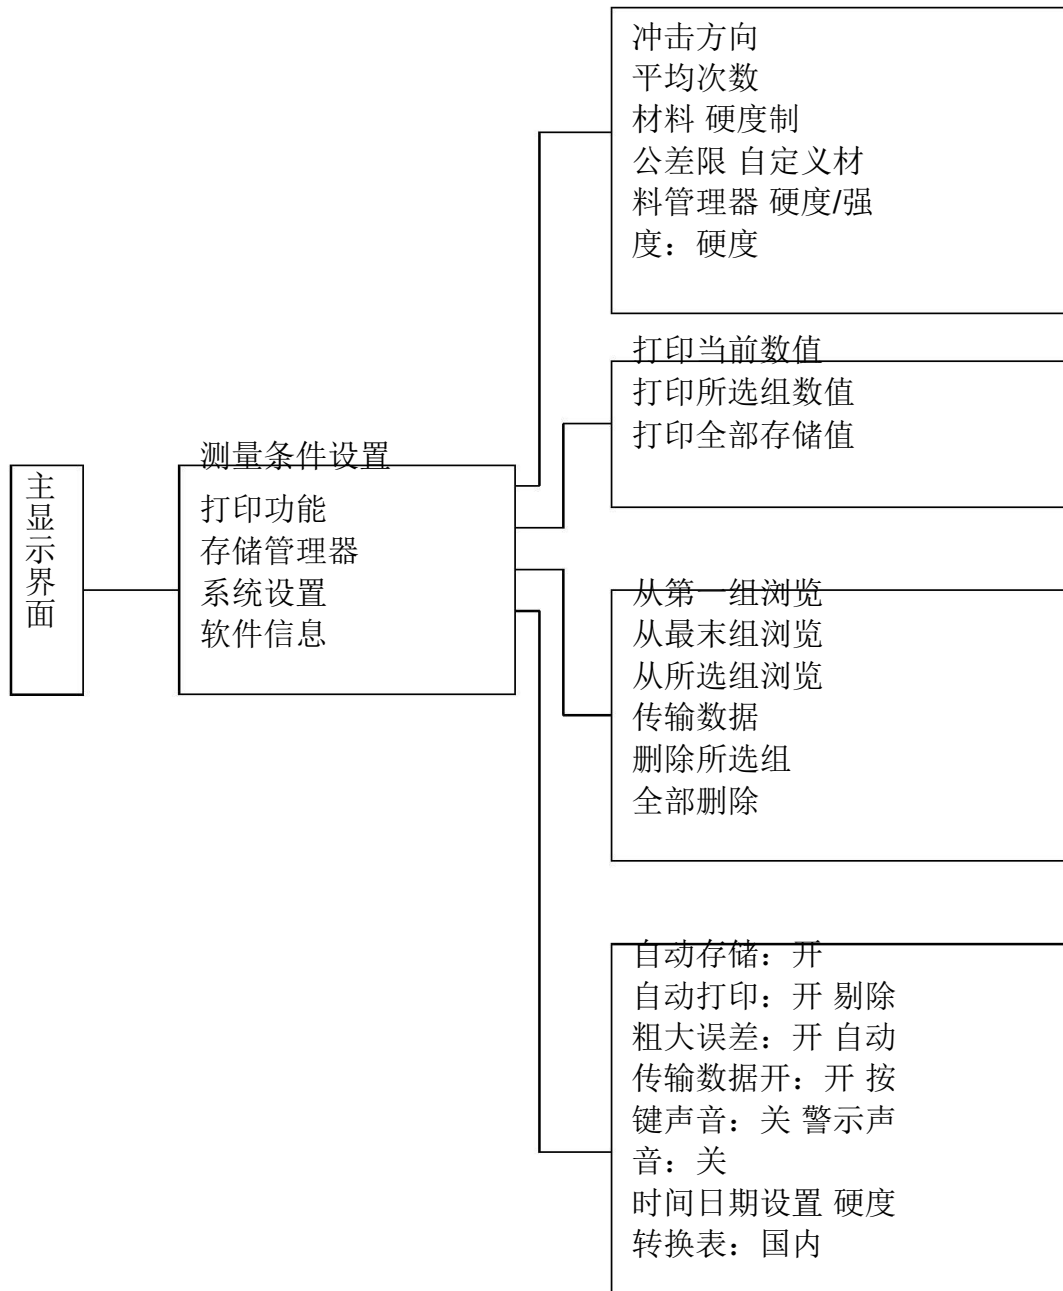 主显示界面
测量条件设置
打印功能
存储管理器
系统设置
软件信息
冲击方向
平均次数
材料 硬度制
公差限 自定义材
料管理器 硬度/强
度：硬度
打印当前数值
打印所选组数值
打印全部存储值
从第一组浏览
从最末组浏览
从所选组浏览
传输数据
删除所选组
全部删除
自动存储：开
自动打印：开 剔除
粗大误差：开 自动
传输数据开：开 按
键声音：关 警示声
音：关
时间日期设置 硬度
转换表：国内